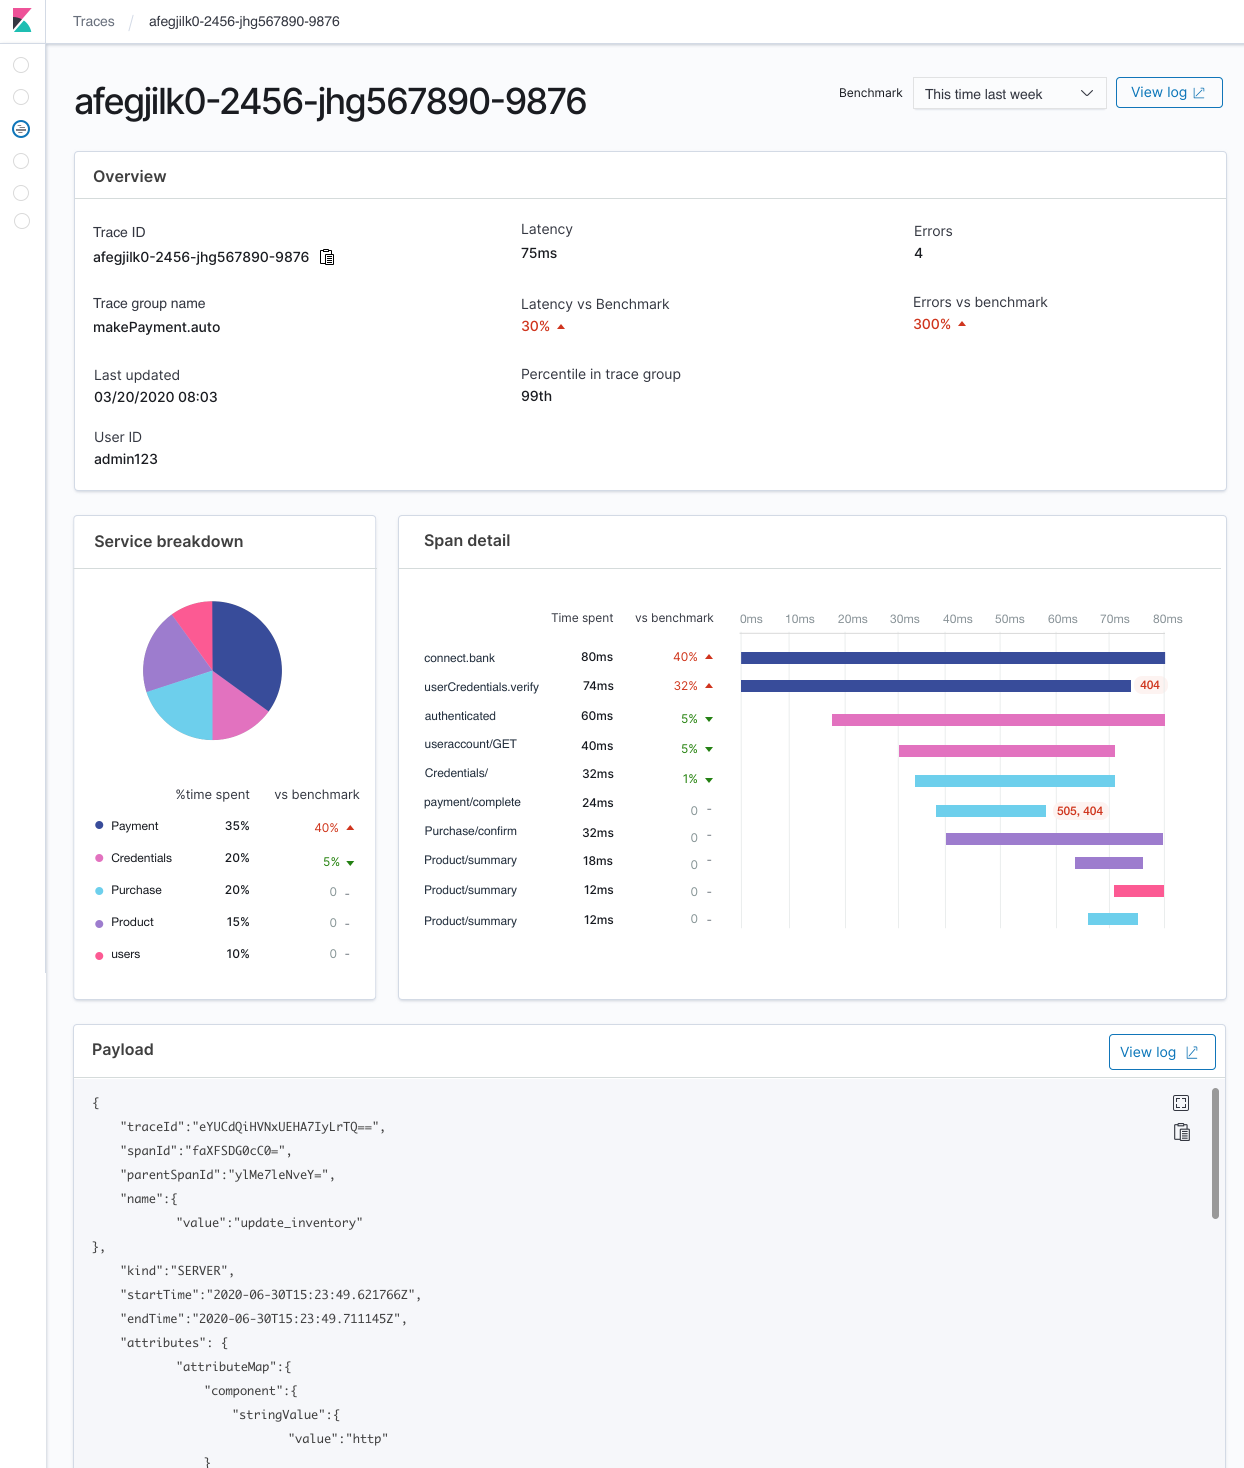 Traces / afegjilk0-2456-jhg567890-9876
afegjilk0-2456-jhg567890-9876
Benchmark This time last week View log
Overview
Trace ID
afegjilk0-2456-jhg567890-9876
Trace group name
makePayment.auto
Last updated
03/20/2020 08:03
User ID
admin123
Latency
75ms
Latency vs Benchmark
30%
Percentile in trace group
99th
Errors
4
Errors vs benchmark
300%
Service breakdown
%time spent vs benchmark
Payment 35% 40%
Credentials 20% 5%
Purchase 20% 0 -
Product 15% 0 -
users 10% 0 -
Span detail
Time spent vs benchmark 0ms 10ms 20ms 30ms 40ms 50ms 60ms 70ms 80ms
connect.bank 80ms 40%
userCredentials.verify 74ms 32% 404
authenticated 60ms 5%
useraccount/GET 40ms 5%
Credentials/ 32ms 1%
payment/complete 24ms 0 - 505, 404
Purchase/confirm 32ms 0 -
Product/summary 18ms 0 -
Product/summary 12ms 0 -
Product/summary 12ms 0 -
Payload View log
{
"traceId":"eYUCdQiHVNxUEHA7IyLrTQ==",
"spanId":"faXFSDG0cC0=",
"parentSpanId":"ylMe7leNveY=",
"name":{
"value":"update_inventory"
},
"kind":"SERVER",
"startTime":"2020-06-30T15:23:49.621766Z",
"endTime":"2020-06-30T15:23:49.711145Z",
"attributes": {
"attributeMap":{
"component":{
"stringValue":{
"value":"http"
}